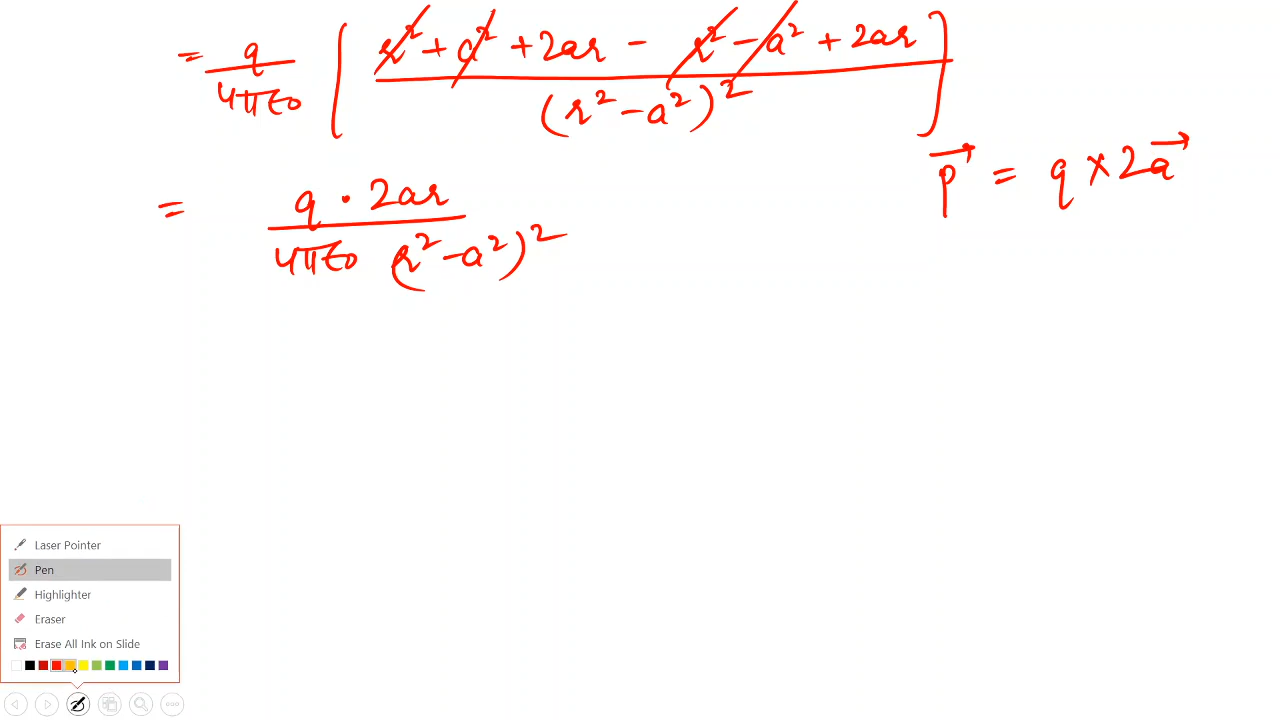 = q/4πε0 [ (r² + a² + 2ar − r² − a² + 2ar)/(r² − a²)² ]
p⃗ = q × 2a⃗
= q · 2ar/4πε0 (r² − a²)²
Laser Pointer
Pen
Highlighter
Eraser
Erase All Ink on Slide